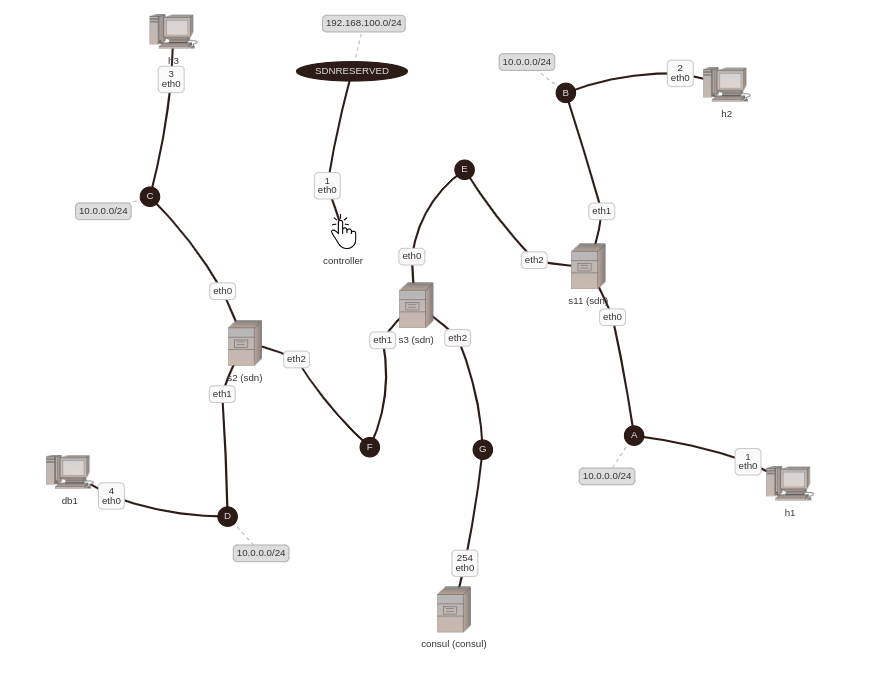 192.168.100.0/24
h3
3
eth0
SDNRESERVED
10.0.0.0/24
2
eth0
B
h2
E
1
eth0
C
10.0.0.0/24
eth1
controller
eth0
eth2
s11 (sdn)
eth0
eth0
eth1
s3 (sdn)
eth2
s2 (sdn)
eth2
eth1
A
F
G
1
eth0
10.0.0.0/24
h1
db1
4
eth0
D
10.0.0.0/24
254
eth0
consul (consul)